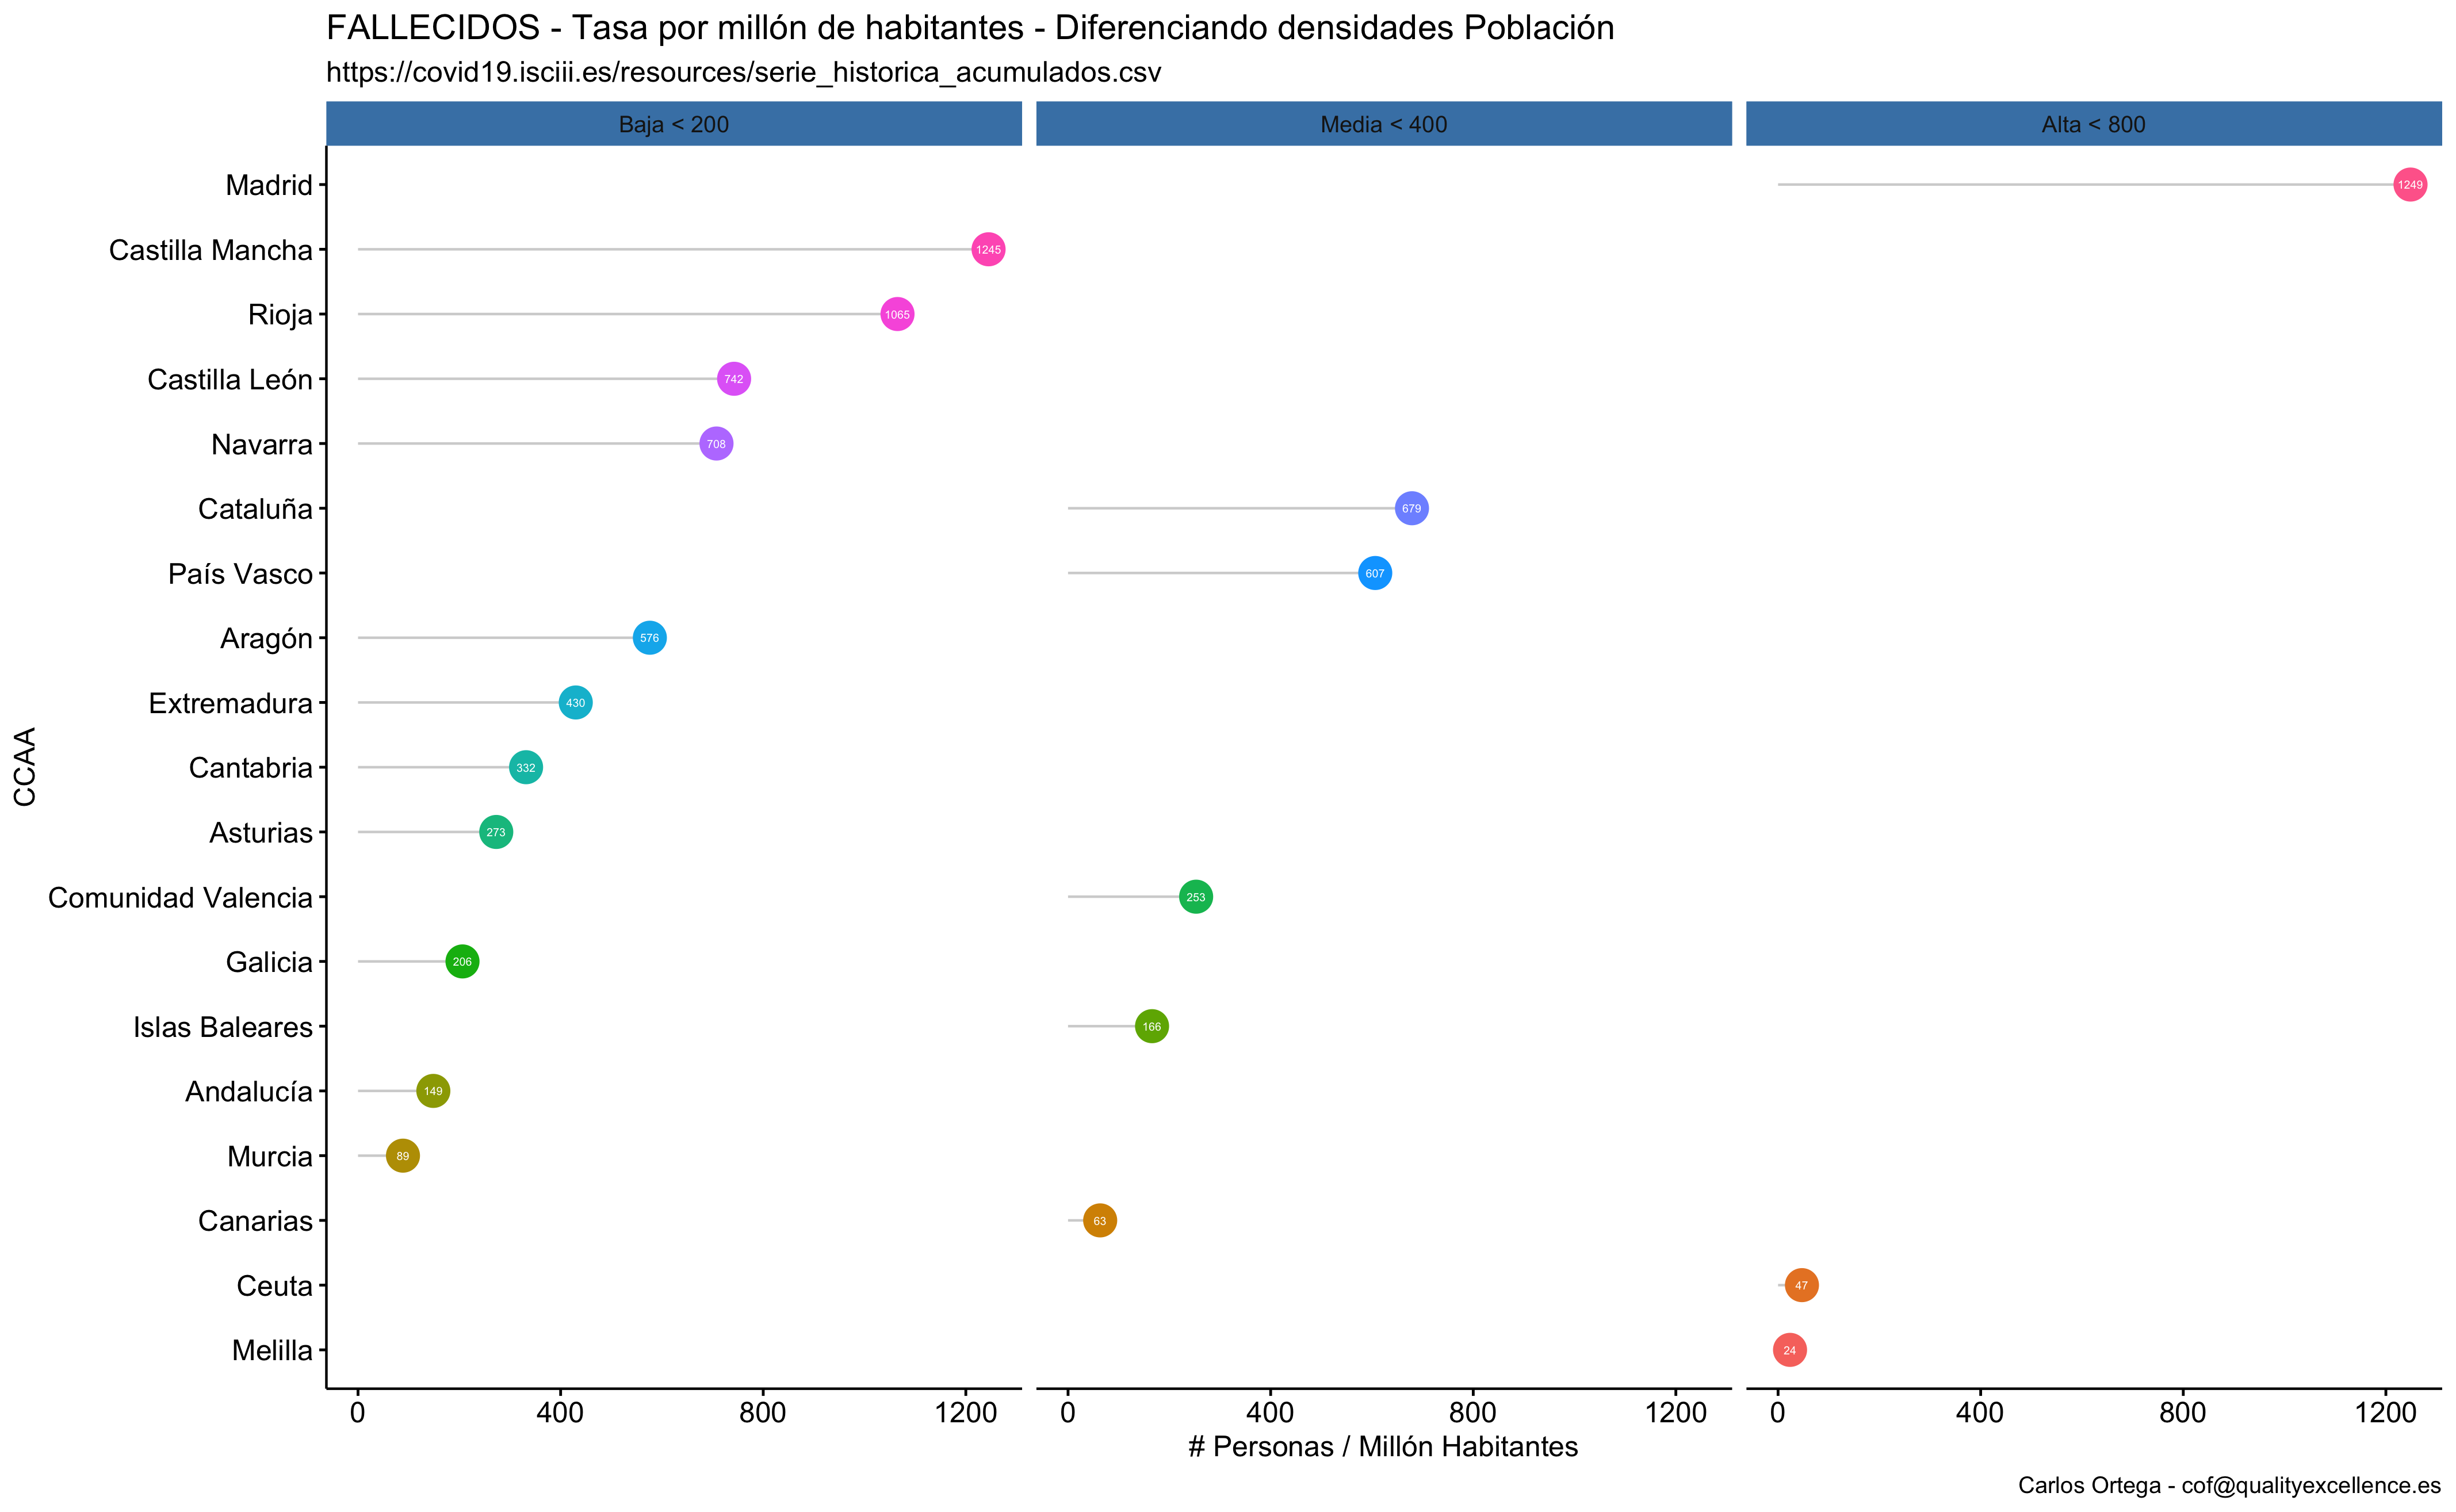 FALLECIDOS - Tasa por millón de habitantes - Diferenciando densidades Población
https://covid19.isciii.es/resources/serie_historica_acumulados.csv
Baja < 200 Media < 400 Alta < 800
Madrid 1249
Castilla Mancha 1245
Rioja 1065
Castilla León 742
Navarra 708
Cataluña 679
País Vasco 607
Aragón 576
Extremadura 430
CCAA
Cantabria 332
Asturias 273
Comunidad Valencia 253
Galicia 206
Islas Baleares 166
Andalucía 149
Murcia 89
Canarias 63
Ceuta 47
Melilla 24
0 400 800 1200 0 400 800 1200 0 400 800 1200
# Personas / Millón Habitantes
Carlos Ortega - cof@qualityexcellence.es